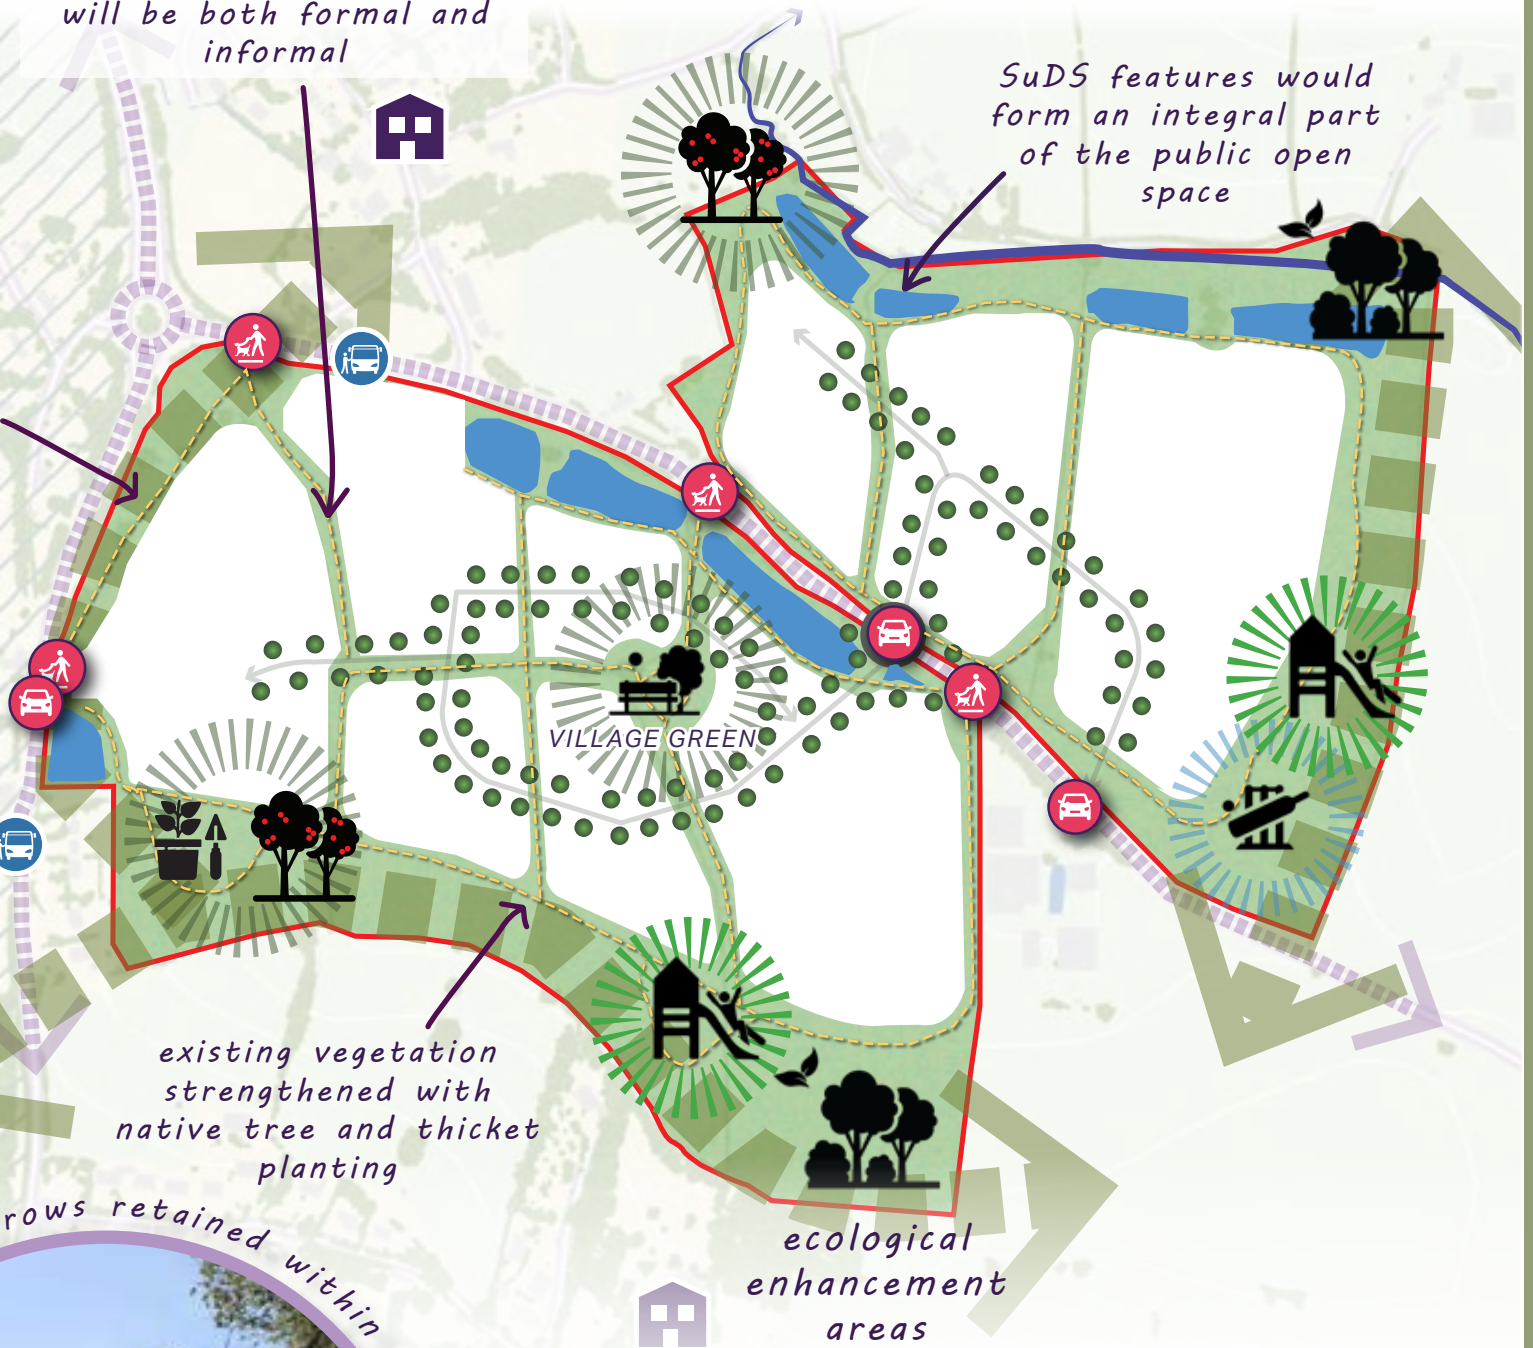 will be both formal and
informal
SuDS features would
form an integral part
of the public open
space
VILLAGE GREEN
existing vegetation
strengthened with
native tree and thicket
planting
rows retained within
ecological
enhancement
areas